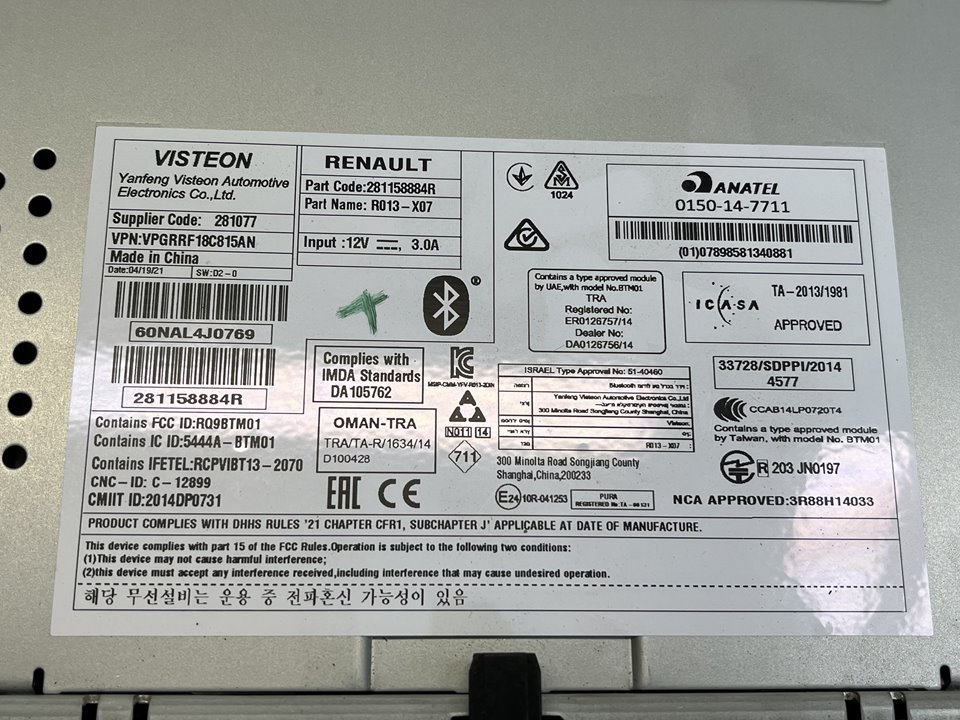 VISTEON
Yanfeng Visteon Automotive
Electronics Co.,Ltd.
Supplier Code: 281077
VPN:VPGRRF18C815AN
Made in China
Date:04/19/21 SW:D2-0
60NAL4J0769
281158884R
Contains FCC ID:RQ9BTM01
Contains IC ID:5444A-BTM01
Contains IFETEL:RCPVIBT13-2070
CNC-ID: C-12899
CMIIT ID:2014DP0731
RENAULT
Part Code:281158884R
Part Name: R013-X07
Input :12V 3.0A
Complies with
IMDA Standards
DA105762
OMAN-TRA
TRA/TA-R/1634/14
D100428
EAC CE
MSIP-CMM-YFV-R013-2DIN
N011 14
711
1024
Contains a type approved module
by UAE,with model No.BTM01
TRA
Registered No:
ER0126757/14
Dealer No:
DA0126756/14
ISRAEL Type Approval No: 51-40460
Bluetooth
Yanfeng Visteon Automotive Electronics Co.,Ltd.
300 Minolta Road Songjiang County Shanghai, China
Visteon
R013-X07
300 Minolta Road Songjiang County
Shanghai,China,200233
E24 10R-041253
PURA
ANATEL
0150-14-7711
(01)07898581340881
ICASA
TA-2013/1981
APPROVED
33728/SDPPI/2014
4577
CCAB14LP0720T4
Contains a type approved module
by Taiwan, with model No. BTM01
R 203 JN0197
NCA APPROVED:3R88H14033
PRODUCT COMPLIES WITH DHHS RULES '21 CHAPTER CFR1, SUBCHAPTER J' APPLICABLE AT DATE OF MANUFACTURE.
This device complies with part 15 of the FCC Rules.Operation is subject to the following two conditions:
(1)This device may not cause harmful interference;
(2)this device must accept any interference received,including interference that may cause undesired operation.
해당 무선설비는 운용 중 전파혼신 가능성이 있음